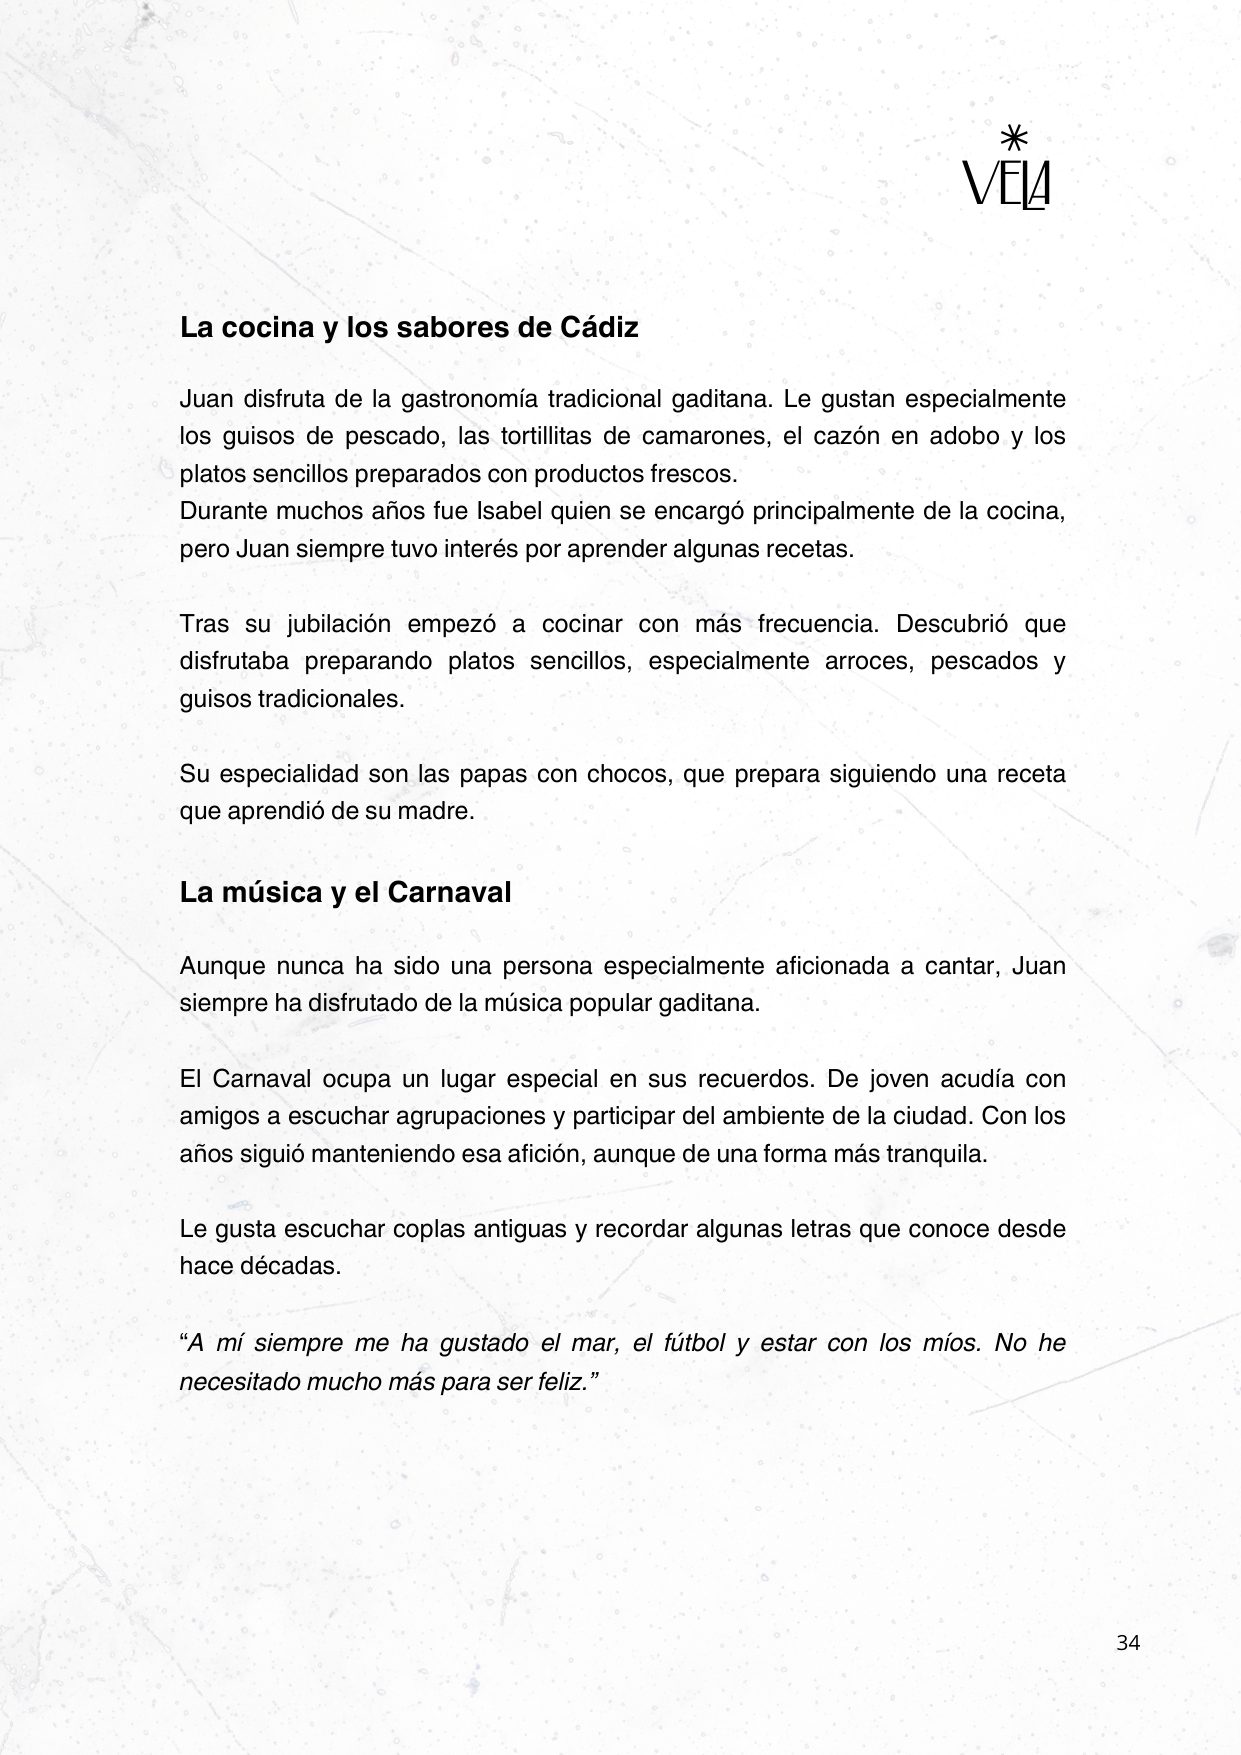 VELA
La cocina y los sabores de Cádiz
Juan disfruta de la gastronomía tradicional gaditana. Le gustan especialmente
los guisos de pescado, las tortillitas de camarones, el cazón en adobo y los
platos sencillos preparados con productos frescos.
Durante muchos años fue Isabel quien se encargó principalmente de la cocina,
pero Juan siempre tuvo interés por aprender algunas recetas.
Tras su jubilación empezó a cocinar con más frecuencia. Descubrió que
disfrutaba preparando platos sencillos, especialmente arroces, pescados y
guisos tradicionales.
Su especialidad son las papas con chocos, que prepara siguiendo una receta
que aprendió de su madre.
La música y el Carnaval
Aunque nunca ha sido una persona especialmente aficionada a cantar, Juan
siempre ha disfrutado de la música popular gaditana.
El Carnaval ocupa un lugar especial en sus recuerdos. De joven acudía con
amigos a escuchar agrupaciones y participar del ambiente de la ciudad. Con los
años siguió manteniendo esa afición, aunque de una forma más tranquila.
Le gusta escuchar coplas antiguas y recordar algunas letras que conoce desde
hace décadas.
“A mí siempre me ha gustado el mar, el fútbol y estar con los míos. No he
necesitado mucho más para ser feliz.”
34